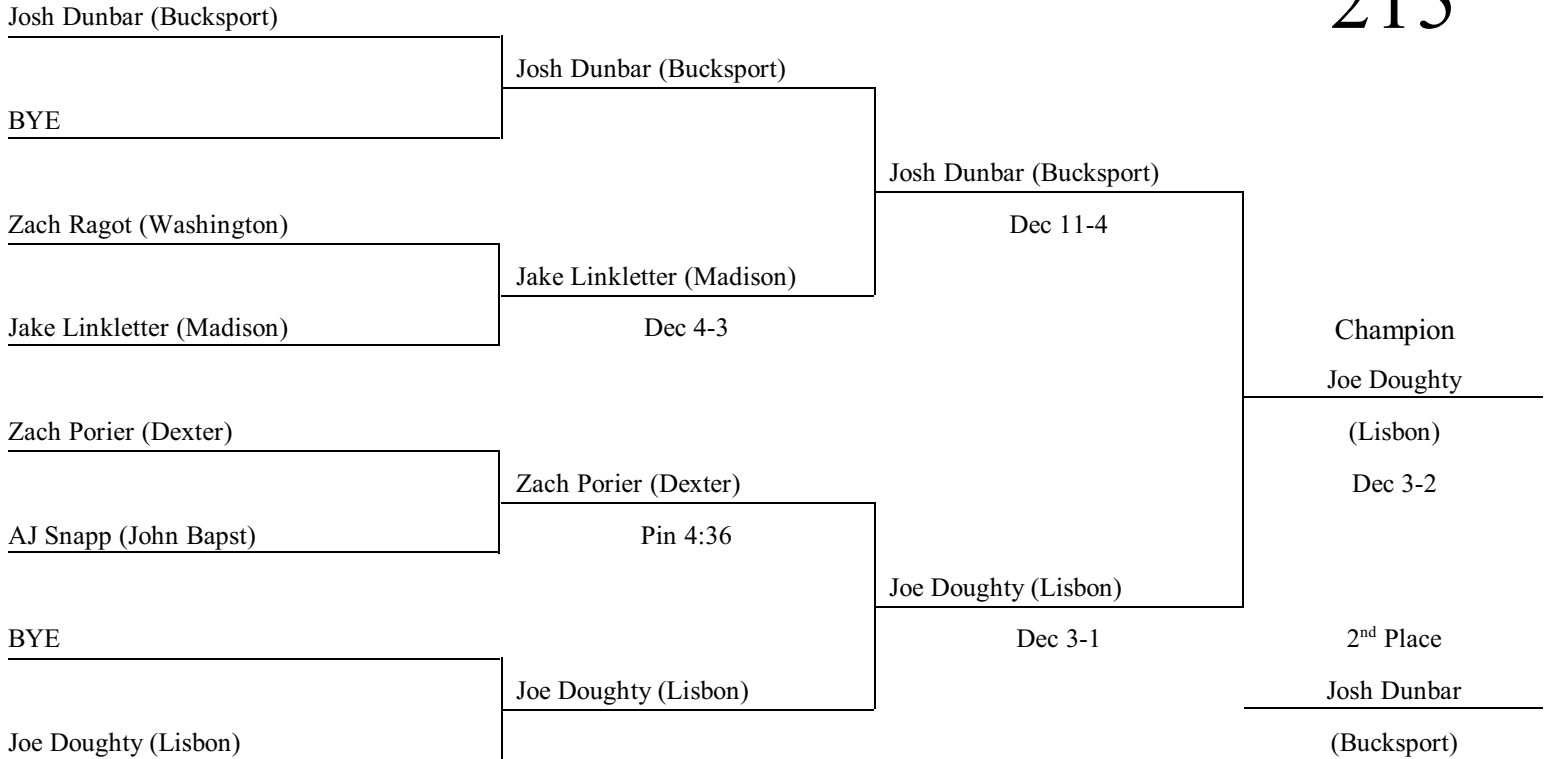 215
Josh Dunbar (Bucksport)
Josh Dunbar (Bucksport)
BYE
Josh Dunbar (Bucksport)
Zach Ragot (Washington)
Dec 11-4
Jake Linkletter (Madison)
Jake Linkletter (Madison)
Dec 4-3
Champion
Joe Doughty
Zach Porier (Dexter)
(Lisbon)
Zach Porier (Dexter)
Dec 3-2
AJ Snapp (John Bapst)
Pin 4:36
Joe Doughty (Lisbon)
BYE
Dec 3-1
2nd Place
Joe Doughty (Lisbon)
Josh Dunbar
Joe Doughty (Lisbon)
(Bucksport)